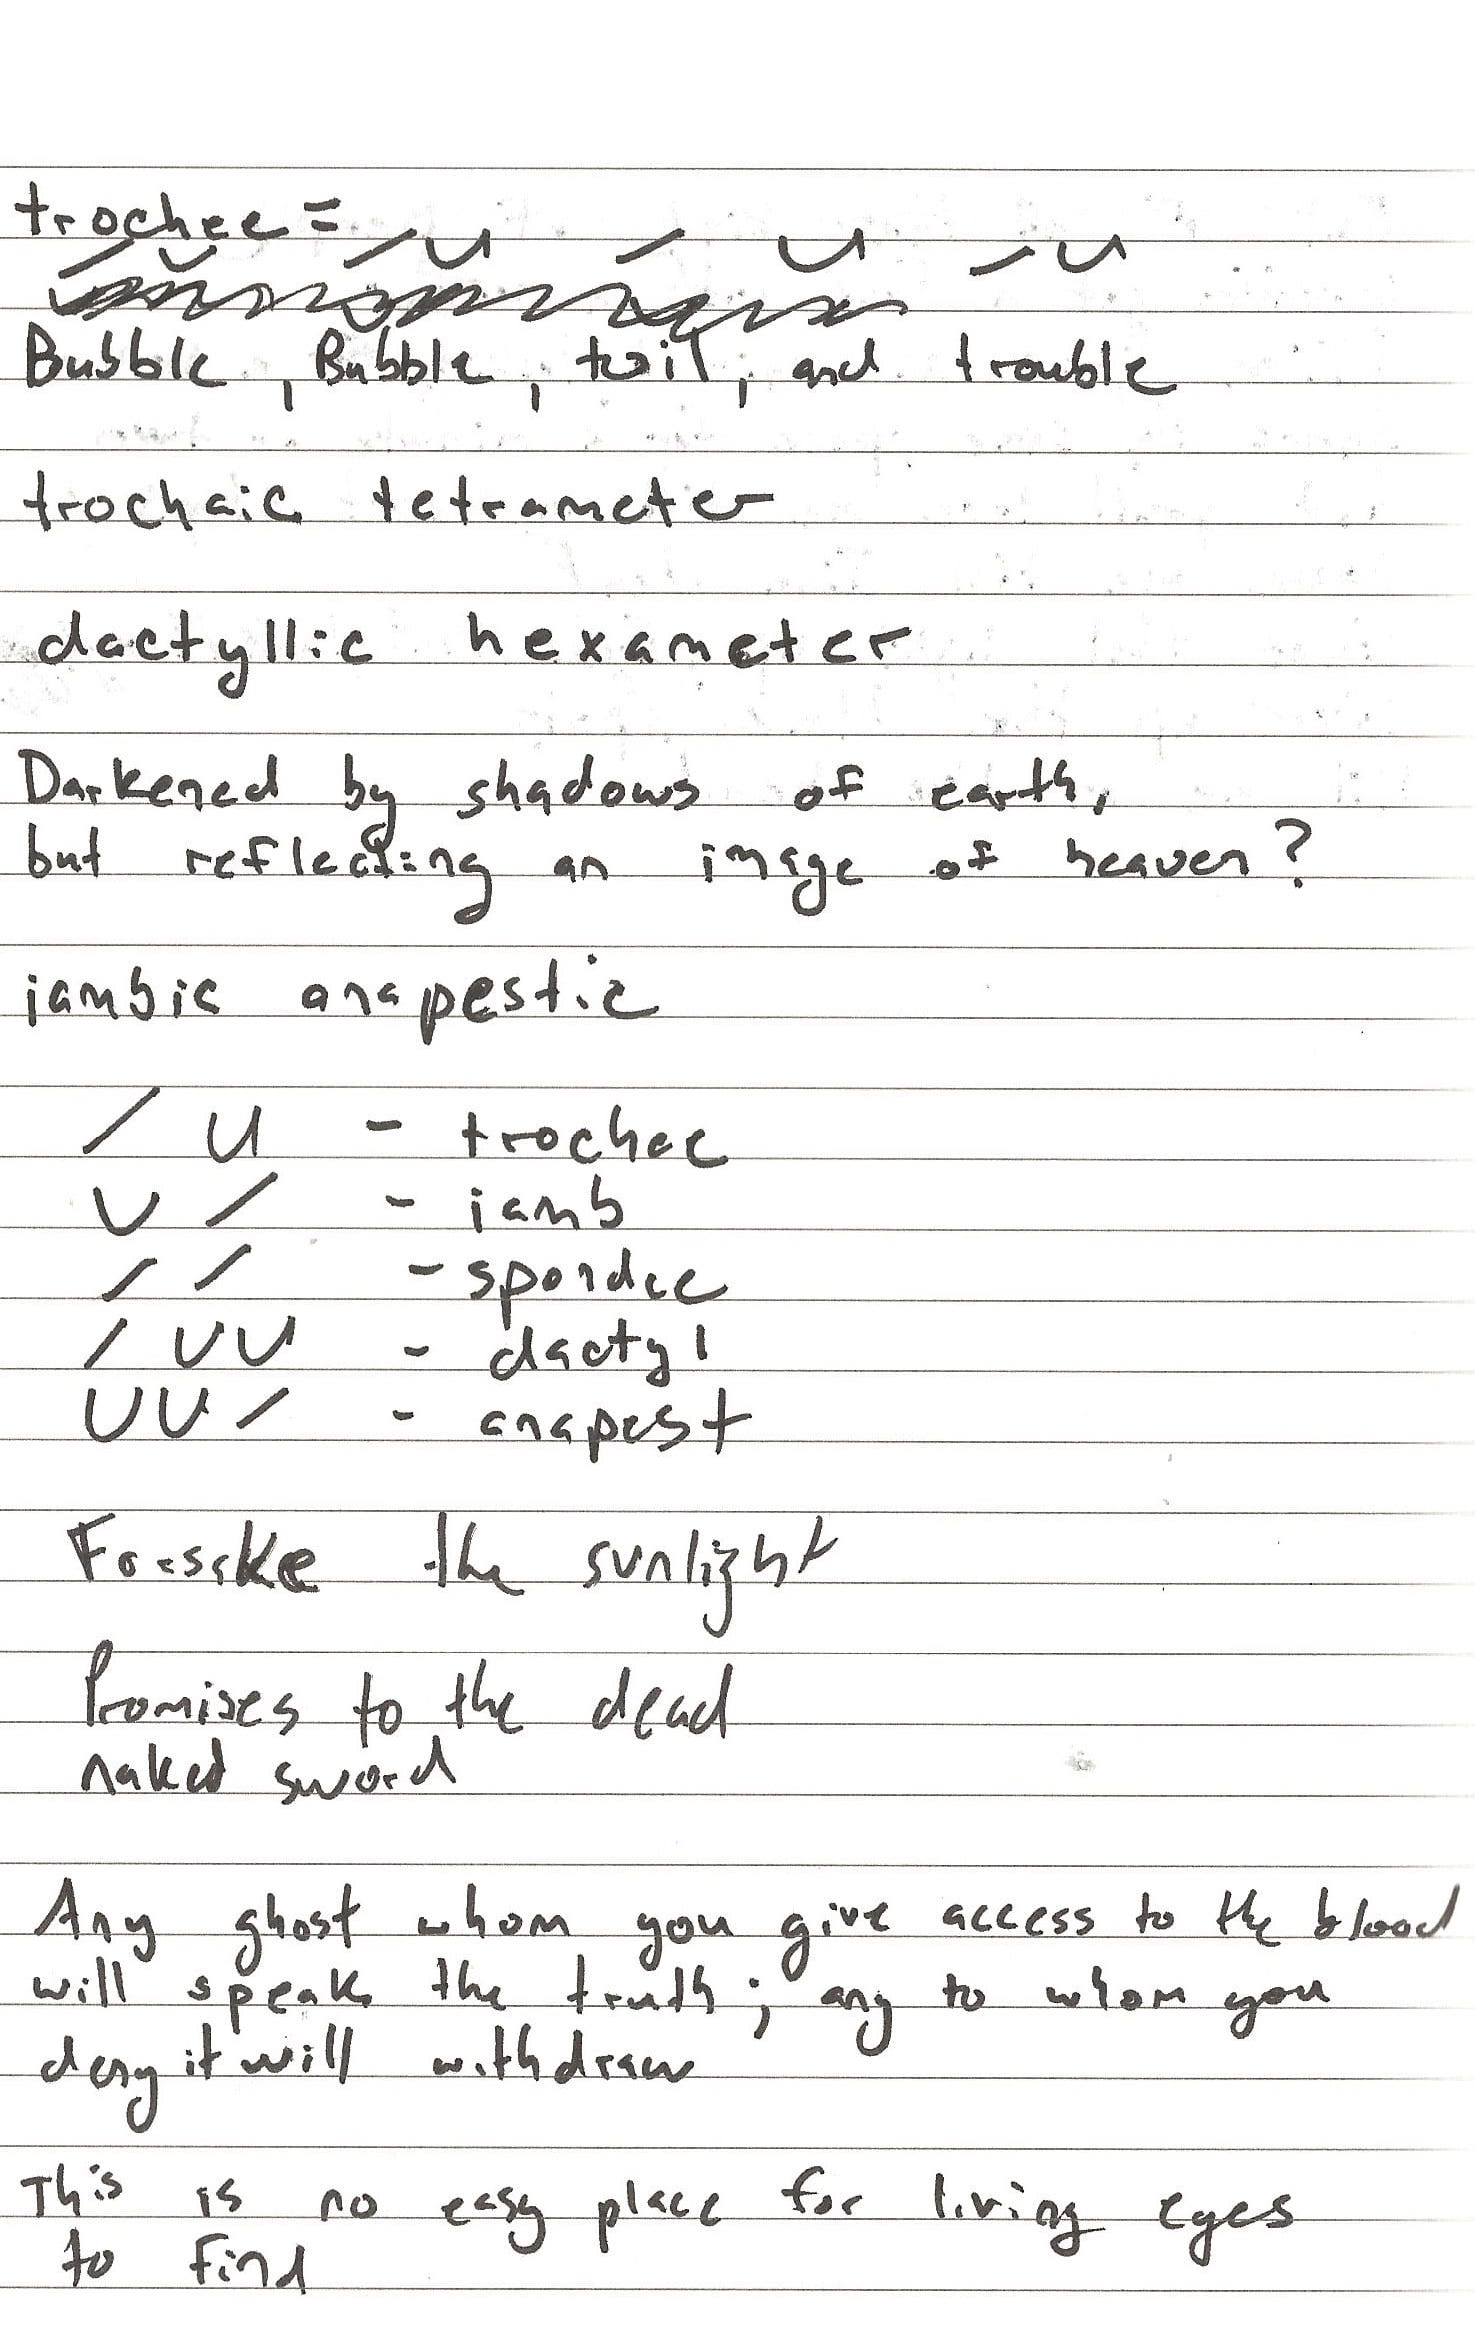 trochee =
/ U / U / U / U
Bubble, Bubble, toil, and trouble
trochaic tetrameter
dactyllic hexameter
Darkened by shadows of earth,
but reflecting an image of heaven?
iambic anapestic
/ U - trochee
U / - iamb
/ / - spondee
/ U U - dactyl
U U / - anapest
Forsake the sunlight
Promises to the dead
naked sword
Any ghost whom you give access to the blood
will speak the truth; any to whom you
deny it will withdraw
This is no easy place for living eyes
to find